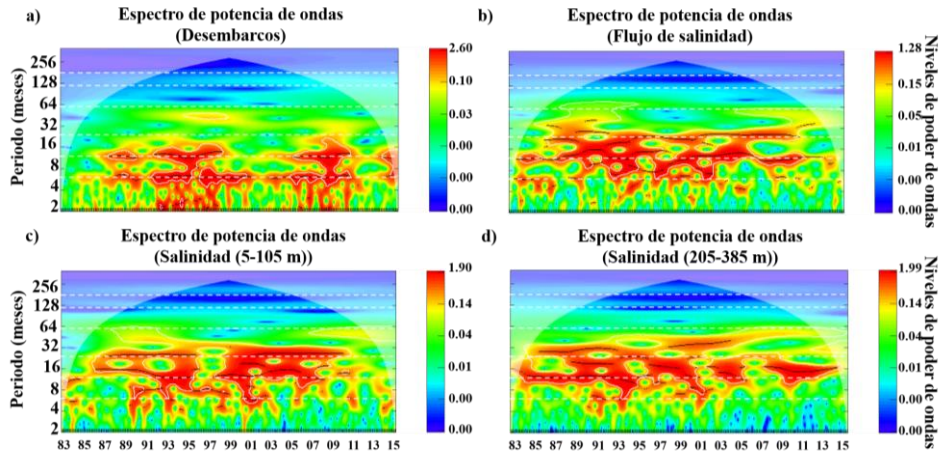 a)
Espectro de potencia de ondas
(Desembarcos)
Periodo (meses)
256
128
64
32
16
8
4
2
2.60
0.10
0.03
0.00
0.00
0.00
b)
Espectro de potencia de ondas
(Flujo de salinidad)
1.28
0.15
0.05
0.01
0.00
0.00
Niveles de poder de ondas
c)
Espectro de potencia de ondas
(Salinidad (5-105 m))
Periodo (meses)
256
128
64
32
16
8
4
2
83 85 87 89 91 93 95 97 99 01 03 05 07 09 11 13 15
1.90
0.14
0.04
0.01
0.00
0.00
d)
Espectro de potencia de ondas
(Salinidad (205-385 m))
83 85 87 89 91 93 95 97 99 01 03 05 07 09 11 13 15
1.99
0.14
0.04
0.01
0.00
0.00
Niveles de poder de ondas